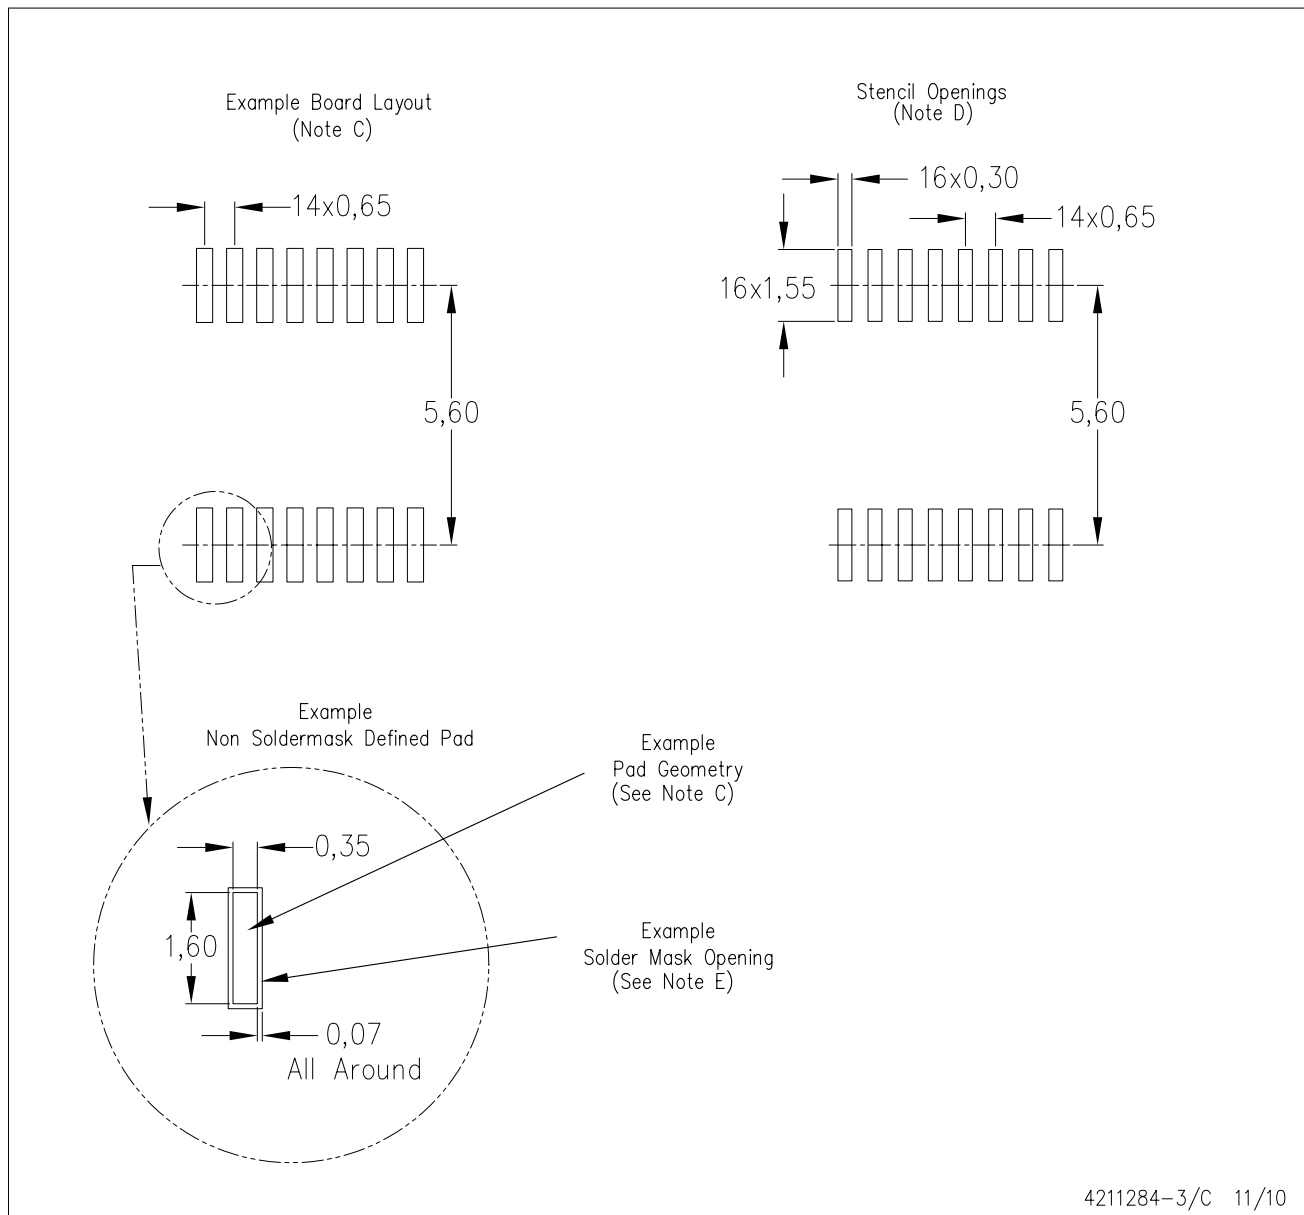 Example Board Layout
(Note C)
14x0,65
5,60
Stencil Openings
(Note D)
16x0,30
14x0,65
16x1,55
5,60
Example
Non Soldermask Defined Pad
Example
Pad Geometry
(See Note C)
0,35
1,60
Example
Solder Mask Opening
(See Note E)
0,07
All Around
4211284-3/C 11/10